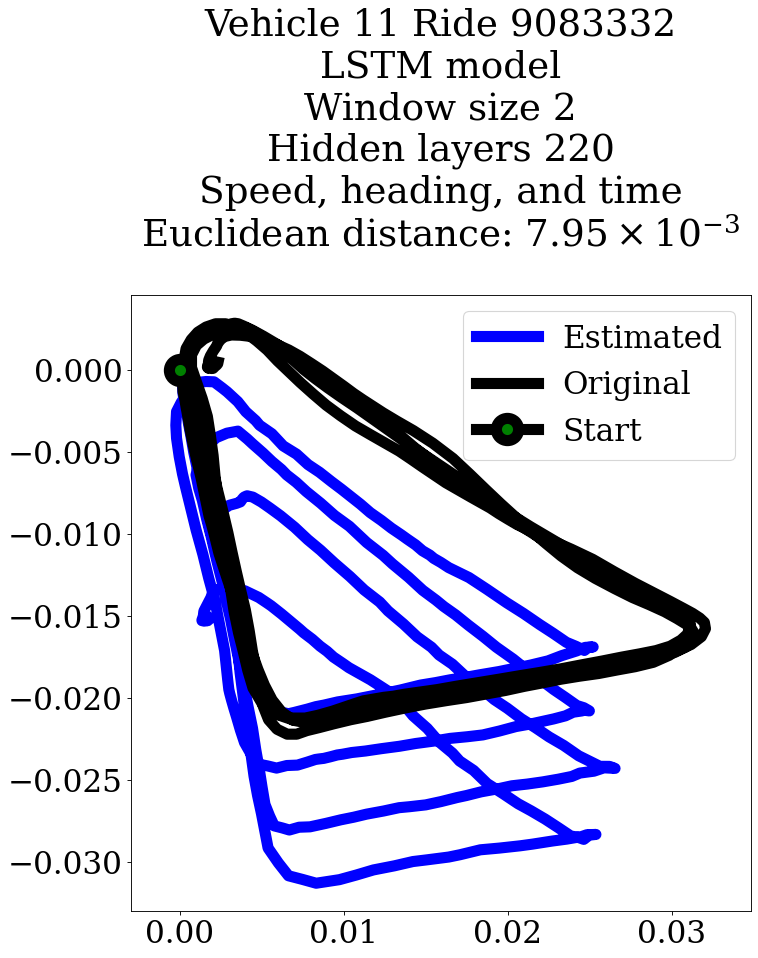 Vehicle 11 Ride 9083332
LSTM model
Window size 2
Hidden layers 220
Speed, heading, and time
Euclidean distance: 7.95 × 10⁻³
Estimated
Original
Start
0.000
−0.005
−0.010
−0.015
−0.020
−0.025
−0.030
0.00 0.01 0.02 0.03